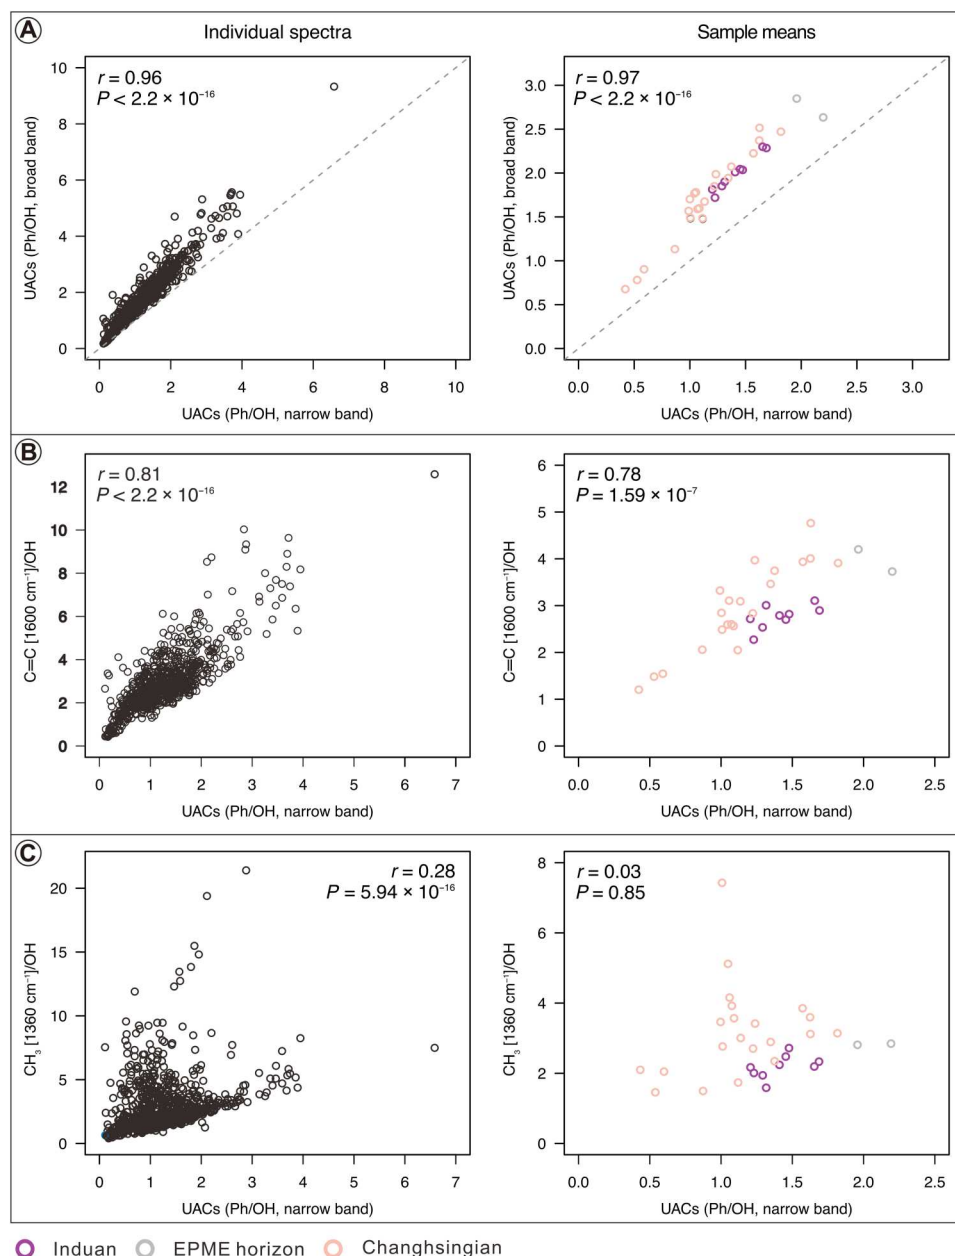 A
Individual spectra
Sample means
r = 0.96
P < 2.2 × 10⁻¹⁶
UACs (Ph/OH, broad band)
10
8
6
4
2
0
0 2 4 6 8 10
UACs (Ph/OH, narrow band)
r = 0.97
P < 2.2 × 10⁻¹⁶
UACs (Ph/OH, broad band)
3.0
2.5
2.0
1.5
1.0
0.5
0.0
0.0 0.5 1.0 1.5 2.0 2.5 3.0
UACs (Ph/OH, narrow band)
B
r = 0.81
P < 2.2 × 10⁻¹⁶
C=C [1600 cm⁻¹]/OH
12
10
8
6
4
2
0
0 1 2 3 4 5 6 7
UACs (Ph/OH, narrow band)
r = 0.78
P = 1.59 × 10⁻⁷
C=C [1600 cm⁻¹]/OH
6
5
4
3
2
1
0
0.0 0.5 1.0 1.5 2.0 2.5
UACs (Ph/OH, narrow band)
C
r = 0.28
P = 5.94 × 10⁻¹⁶
CH₃ [1360 cm⁻¹]/OH
20
15
10
5
0
0 1 2 3 4 5 6 7
UACs (Ph/OH, narrow band)
r = 0.03
P = 0.85
CH₃ [1360 cm⁻¹]/OH
8
6
4
2
0
0.0 0.5 1.0 1.5 2.0 2.5
UACs (Ph/OH, narrow band)
Induan EPME horizon Changhsingian